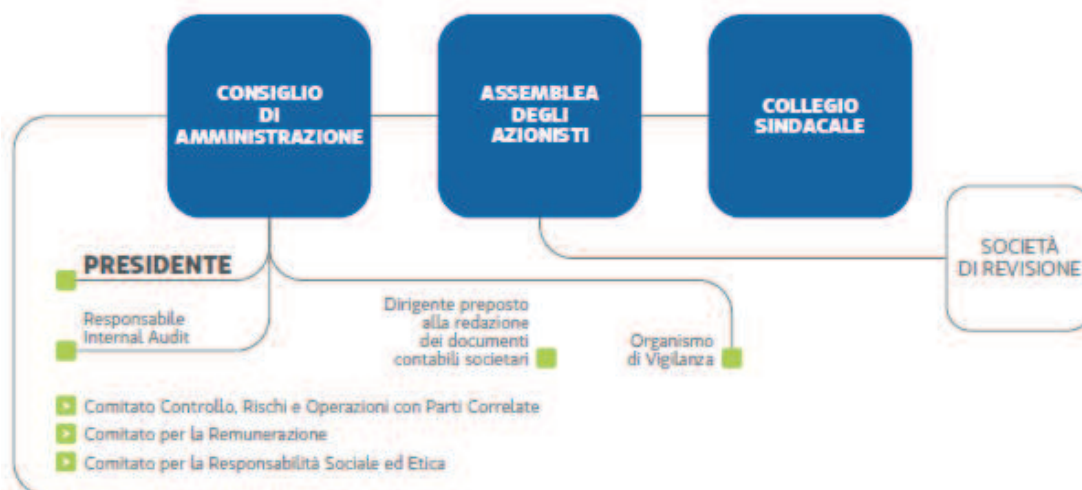 CONSIGLIO
DI
AMMINISTRAZIONE
ASSEMBLEA
DEGLI
AZIONISTI
COLLEGIO
SINDACALE
SOCIETÀ
DI REVISIONE
PRESIDENTE
Responsabile
Internal Audit
Dirigente preposto
alla redazione
dei documenti
contabili societari
Organismo
di Vigilanza
Comitato Controllo, Rischi e Operazioni con Parti Correlate
Comitato per la Remunerazione
Comitato per la Responsabilità Sociale ed Etica